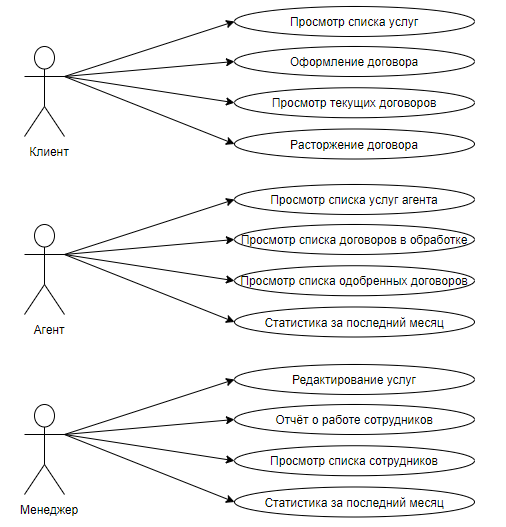 Просмотр списка услуг
Оформление договора
Просмотр текущих договоров
Расторжение договора
Клиент
Просмотр списка услуг агента
Просмотр списка договоров в обработке
Просмотр списка одобренных договоров
Статистика за последний месяц
Агент
Редактирование услуг
Отчёт о работе сотрудников
Просмотр списка сотрудников
Статистика за последний месяц
Менеджер